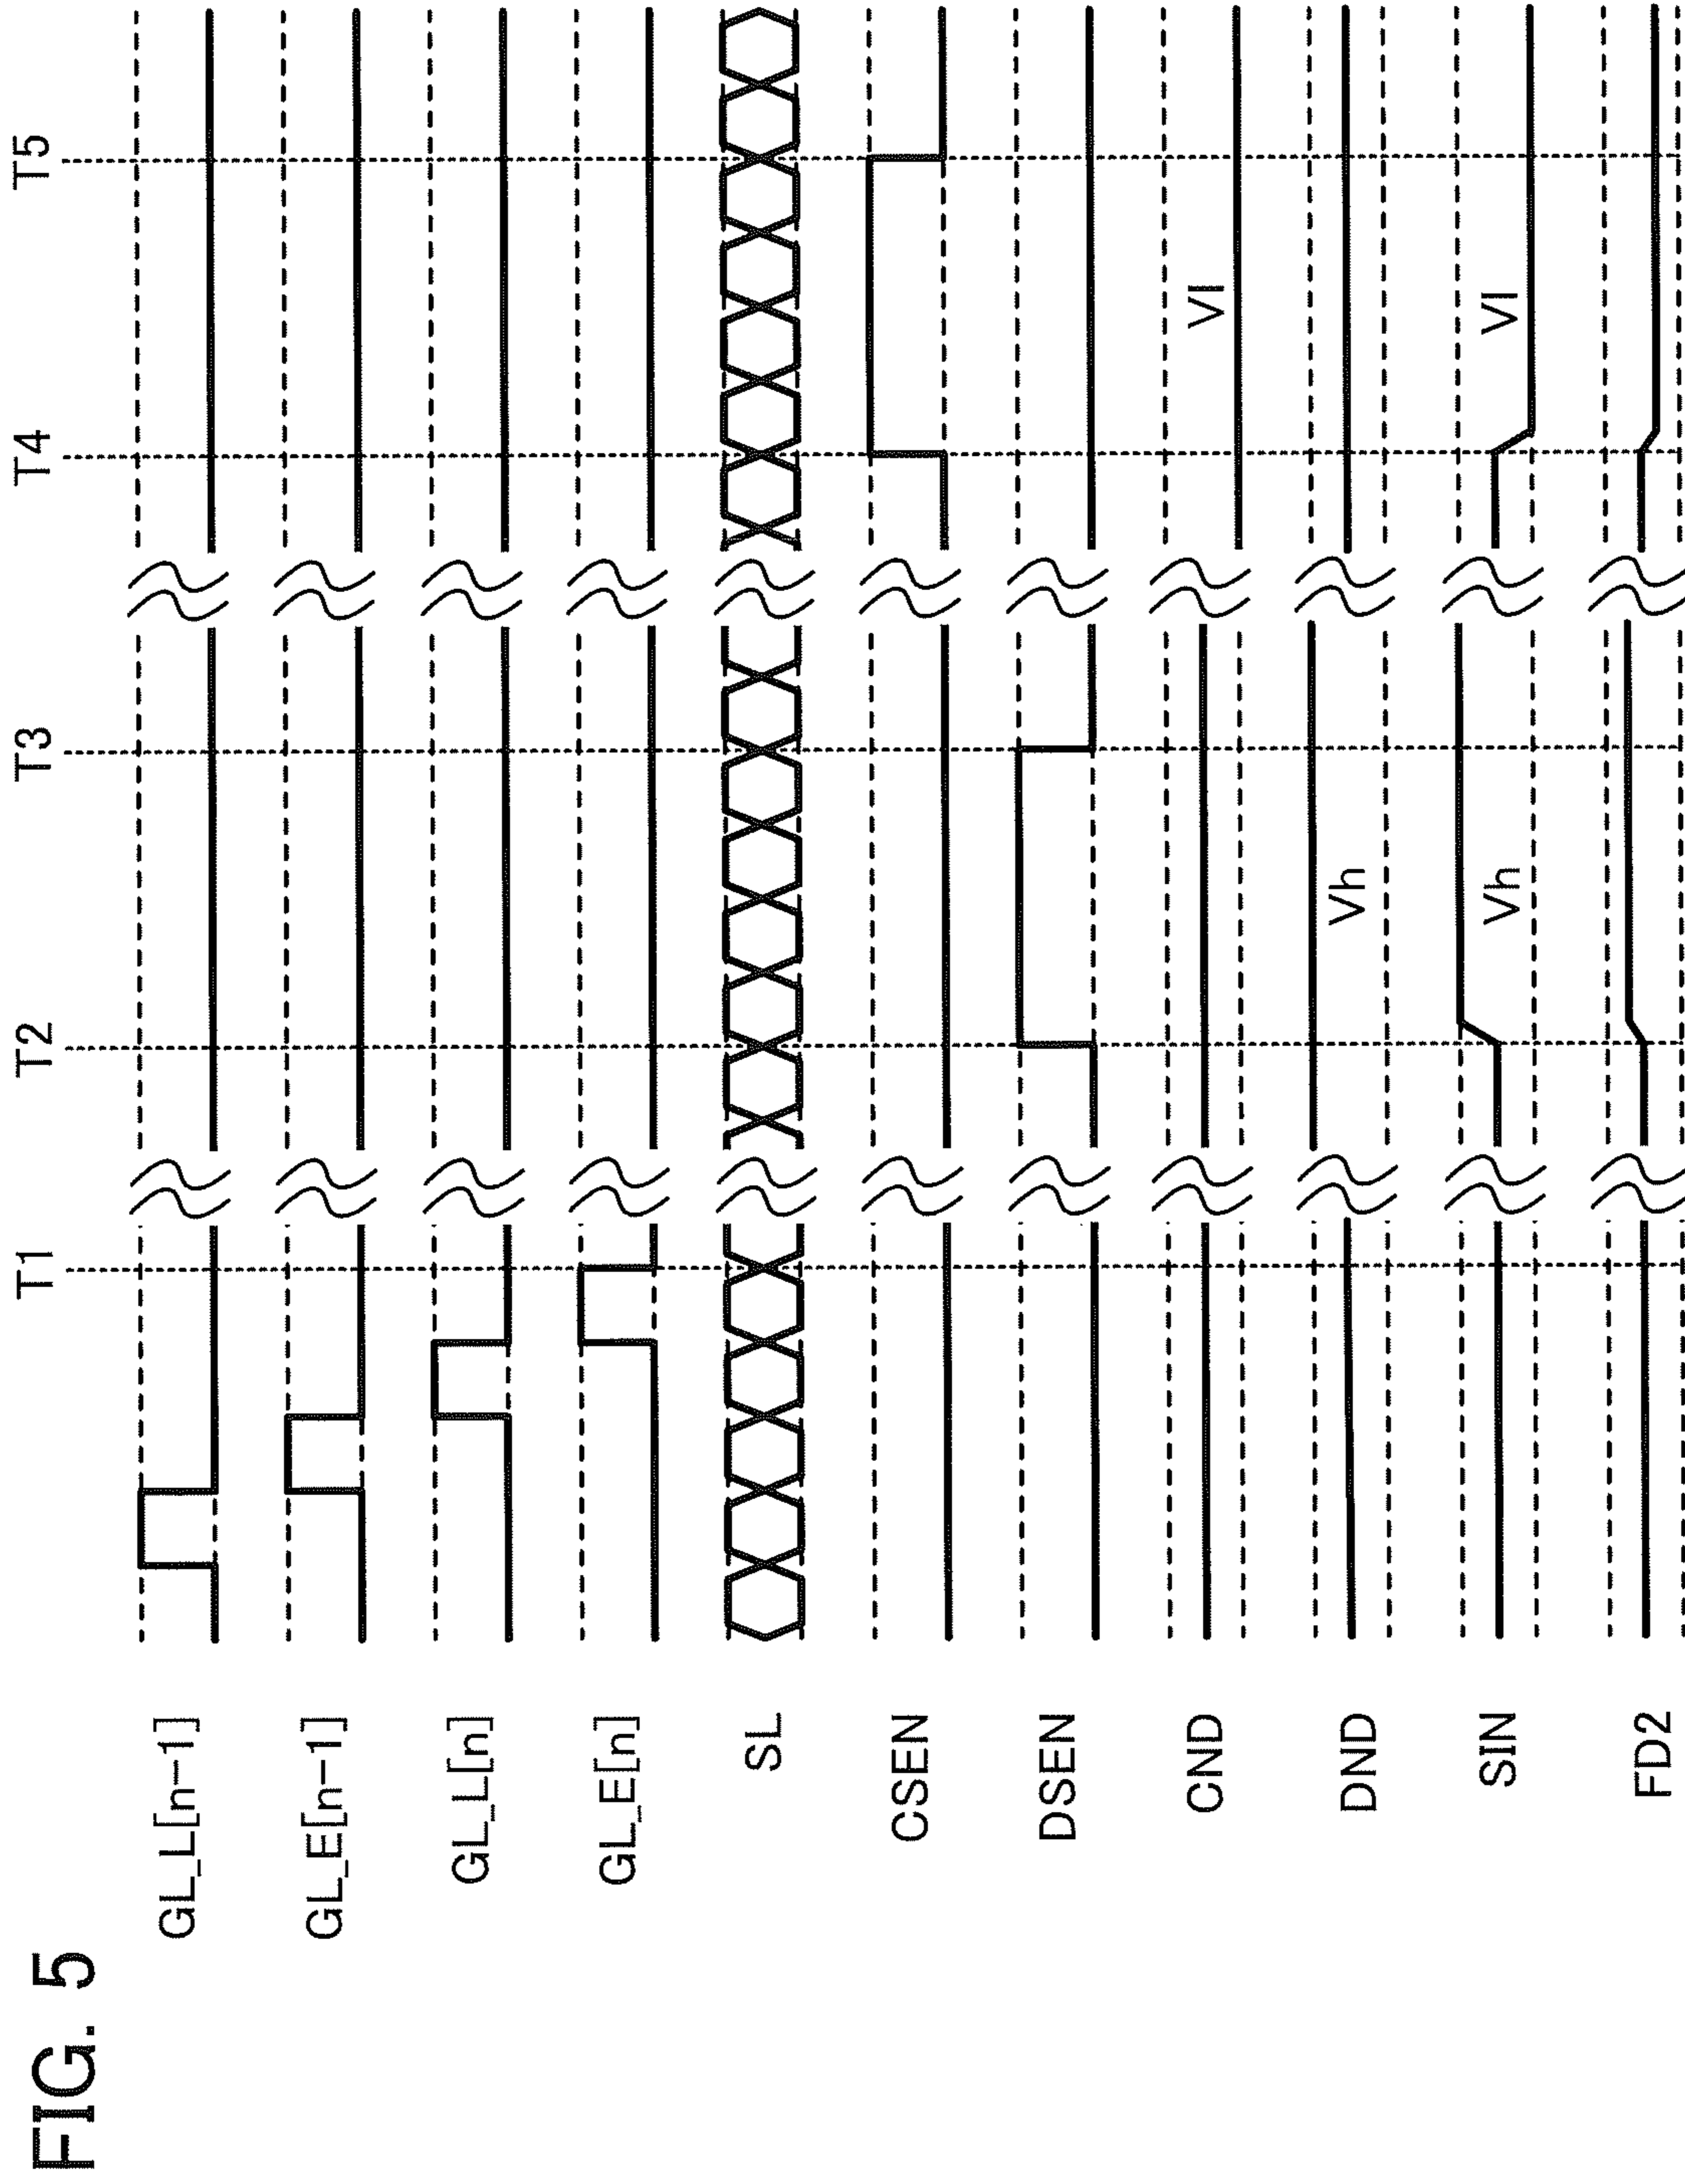 FIG. 5
T1
T2
T3
T4
T5
GL_L[n-1]
GL_E[n-1]
GL_L[n]
GL_E[n]
SL
CSEN
DSEN
CND
Vl
DND
Vh
SIN
Vh
Vl
FD2